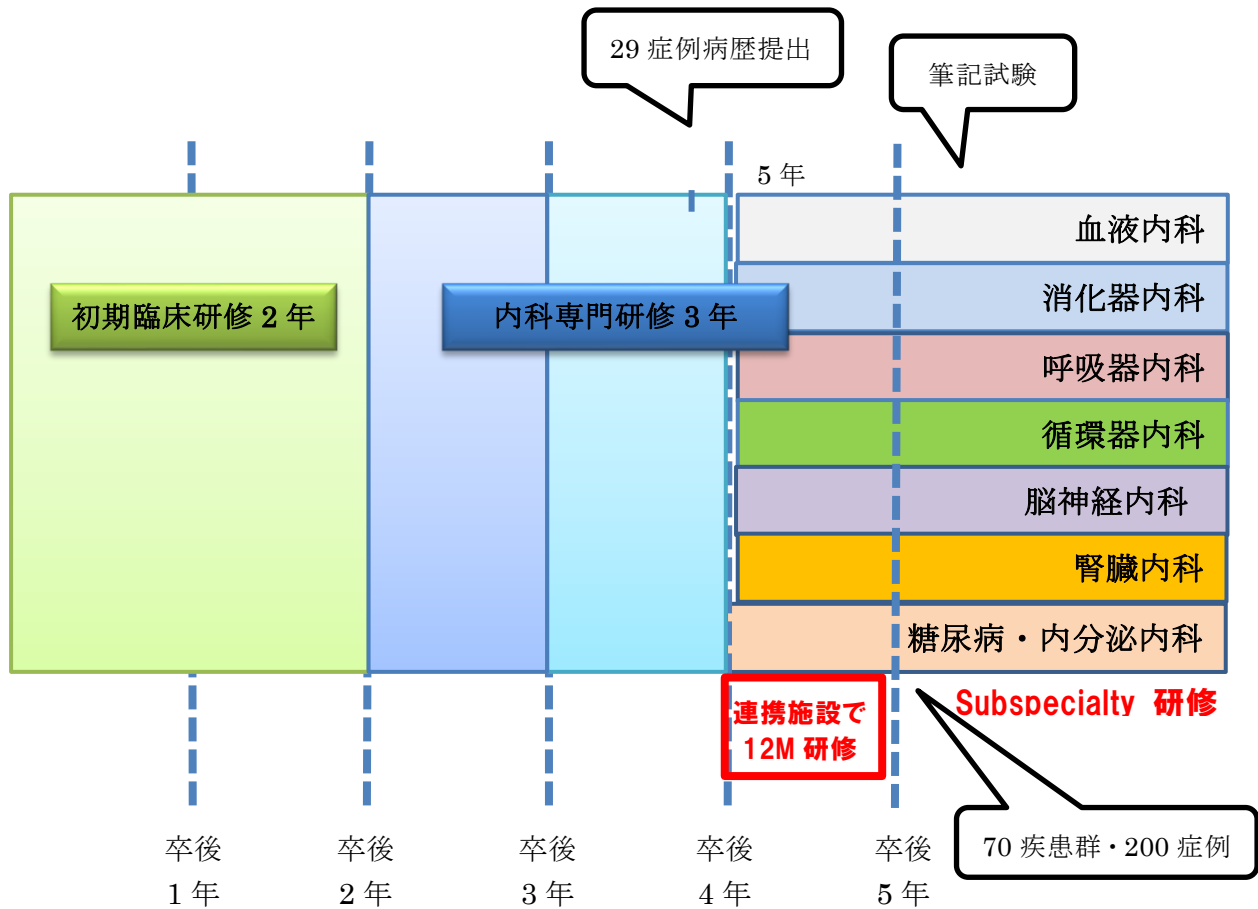 29 症例病歴提出
筆記試験
5 年
血液内科
消化器内科
初期臨床研修 2 年
内科専門研修 3 年
呼吸器内科
循環器内科
脳神経内科
腎臓内科
糖尿病・内分泌内科
連携施設で
12M 研修
Subspecialty 研修
70 疾患群・200 症例
卒後
1 年
卒後
2 年
卒後
3 年
卒後
4 年
卒後
5 年